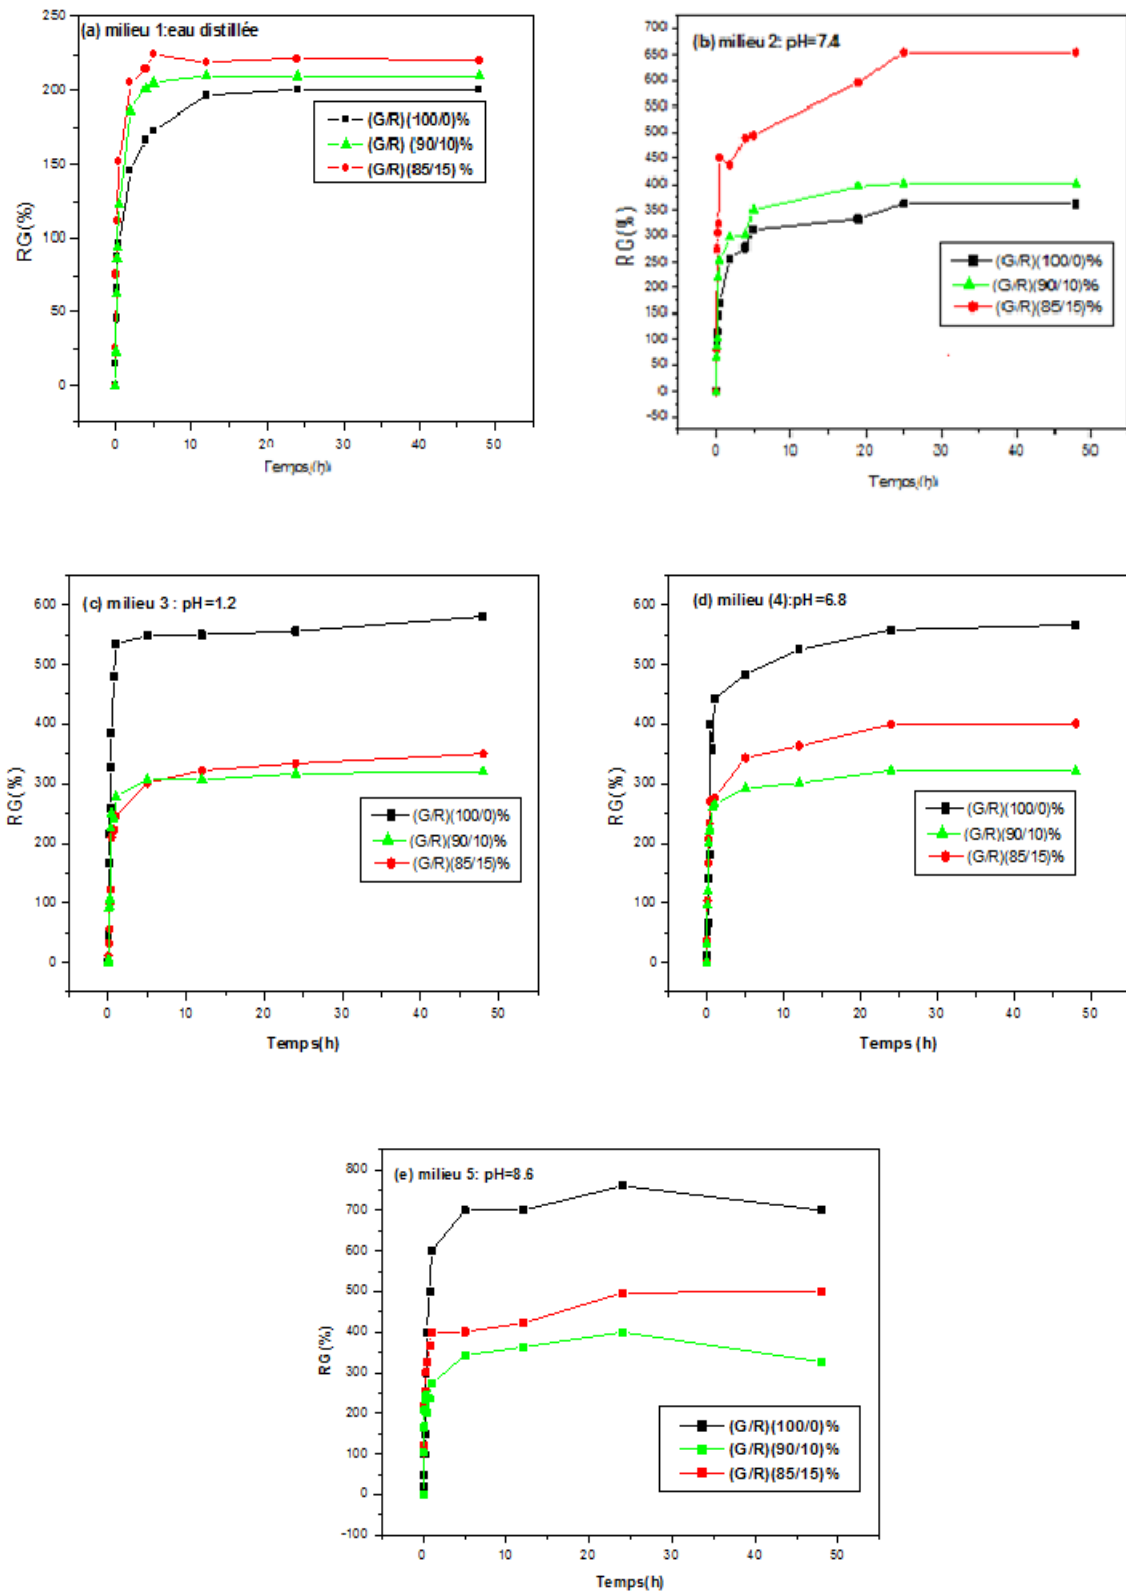 (a) milieu 1:eau distillée
250
200
150
100
50
0
RG(%)
(G/R)(100/0)%
(G/R) (90/10)%
(G/R)(85/15) %
0 10 20 30 40 50
Temps(h)
(b) milieu 2: pH=7.4
700
650
600
550
500
450
400
350
300
250
200
150
100
50
0
-50
RG(%)
(G/R)(100/0)%
(G/R)(90/10)%
(G/R)(85/15)%
0 10 20 30 40 50
Temps(h)
(c) milieu 3 : pH=1.2
600
500
400
300
200
100
0
RG(%)
(G/R)(100/0)%
(G/R)(90/10)%
(G/R)(85/15)%
0 10 20 30 40 50
Temps(h)
(d) milieu (4):pH=6.8
600
500
400
300
200
100
0
RG(%)
(G/R)(100/0)%
(G/R)(90/10)%
(G/R)(85/15)%
0 10 20 30 40 50
Temps (h)
(e) milieu 5: pH=8.6
800
700
600
500
400
300
200
100
0
-100
RG(%)
(G/R)(100/0)%
(G/R)(90/10)%
(G/R)(85/15)%
0 10 20 30 40 50
Temps(h)